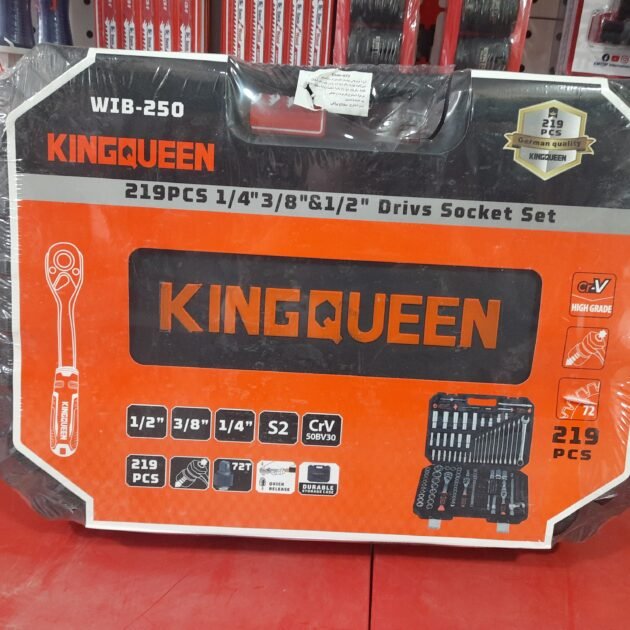 WIB-250
KINGQUEEN
219
PCS
German quality
KINGQUEEN
219PCS 1/4"3/8"&1/2" Drivs Socket Set
KINGQUEEN
Cr-V
HIGH GRADE
72
219
PCS
KINGQUEEN
1/2"
3/8"
1/4"
S2
CrV
50BV30
219
PCS
72T
QUICK
RELEASE
DURABLE
STORAGE CASE